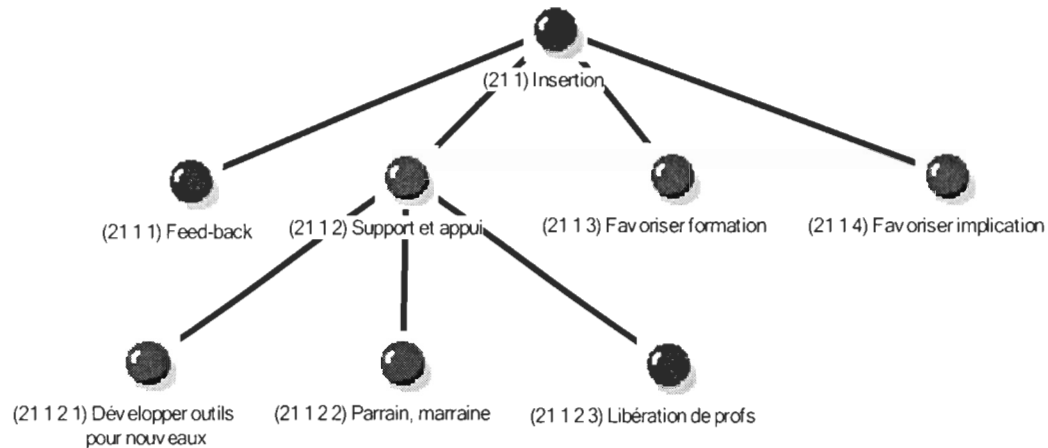 (21 1) Insertion
(21 1 1) Feed-back
(21 1 2) Support et appui
(21 1 3) Favoriser formation
(21 1 4) Favoriser implication
(21 1 2 1) Développer outils
pour nouveaux
(21 1 2 2) Parrain, marraine
(21 1 2 3) Libération de profs